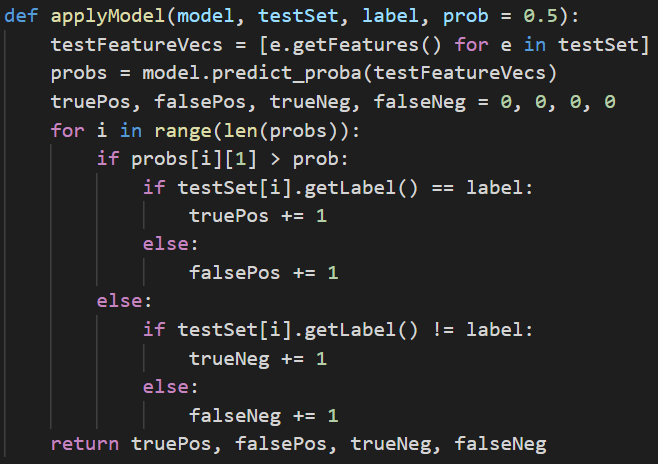 def applyModel(model, testSet, label, prob = 0.5):
    testFeatureVecs = [e.getFeatures() for e in testSet]
    probs = model.predict_proba(testFeatureVecs)
    truePos, falsePos, trueNeg, falseNeg = 0, 0, 0, 0
    for i in range(len(probs)):
        if probs[i][1] > prob:
            if testSet[i].getLabel() == label:
                truePos += 1
            else:
                falsePos += 1
        else:
            if testSet[i].getLabel() != label:
                trueNeg += 1
            else:
                falseNeg += 1
    return truePos, falsePos, trueNeg, falseNeg